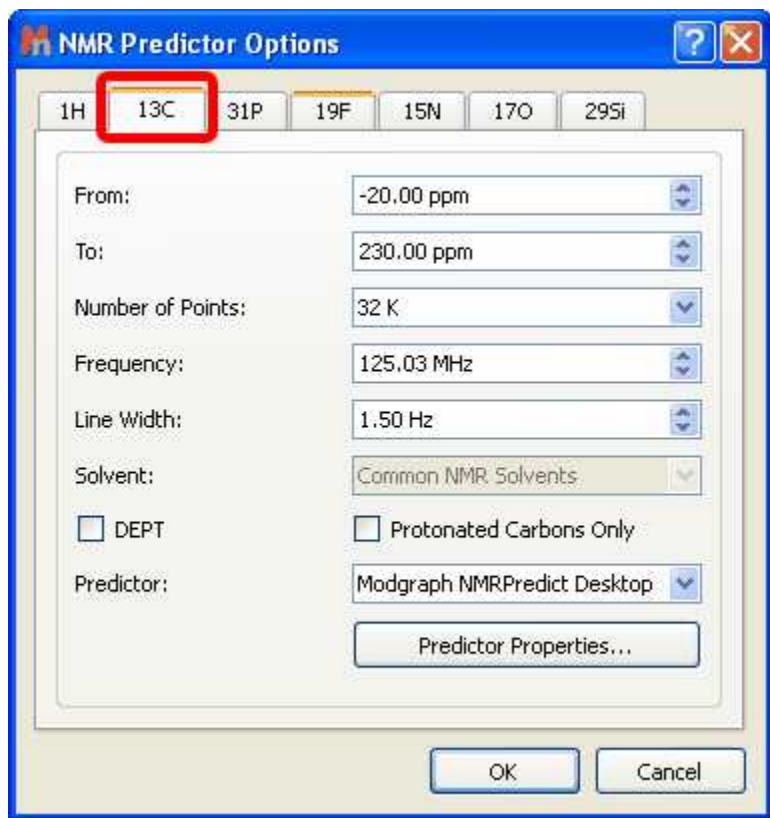 NMR Predictor Options
1H 13C 31P 19F 15N 17O 29Si
From: -20.00 ppm
To: 230.00 ppm
Number of Points: 32 K
Frequency: 125.03 MHz
Line Width: 1.50 Hz
Solvent: Common NMR Solvents
DEPT Protonated Carbons Only
Predictor: Modgraph NMRPredict Desktop
Predictor Properties...
OK Cancel